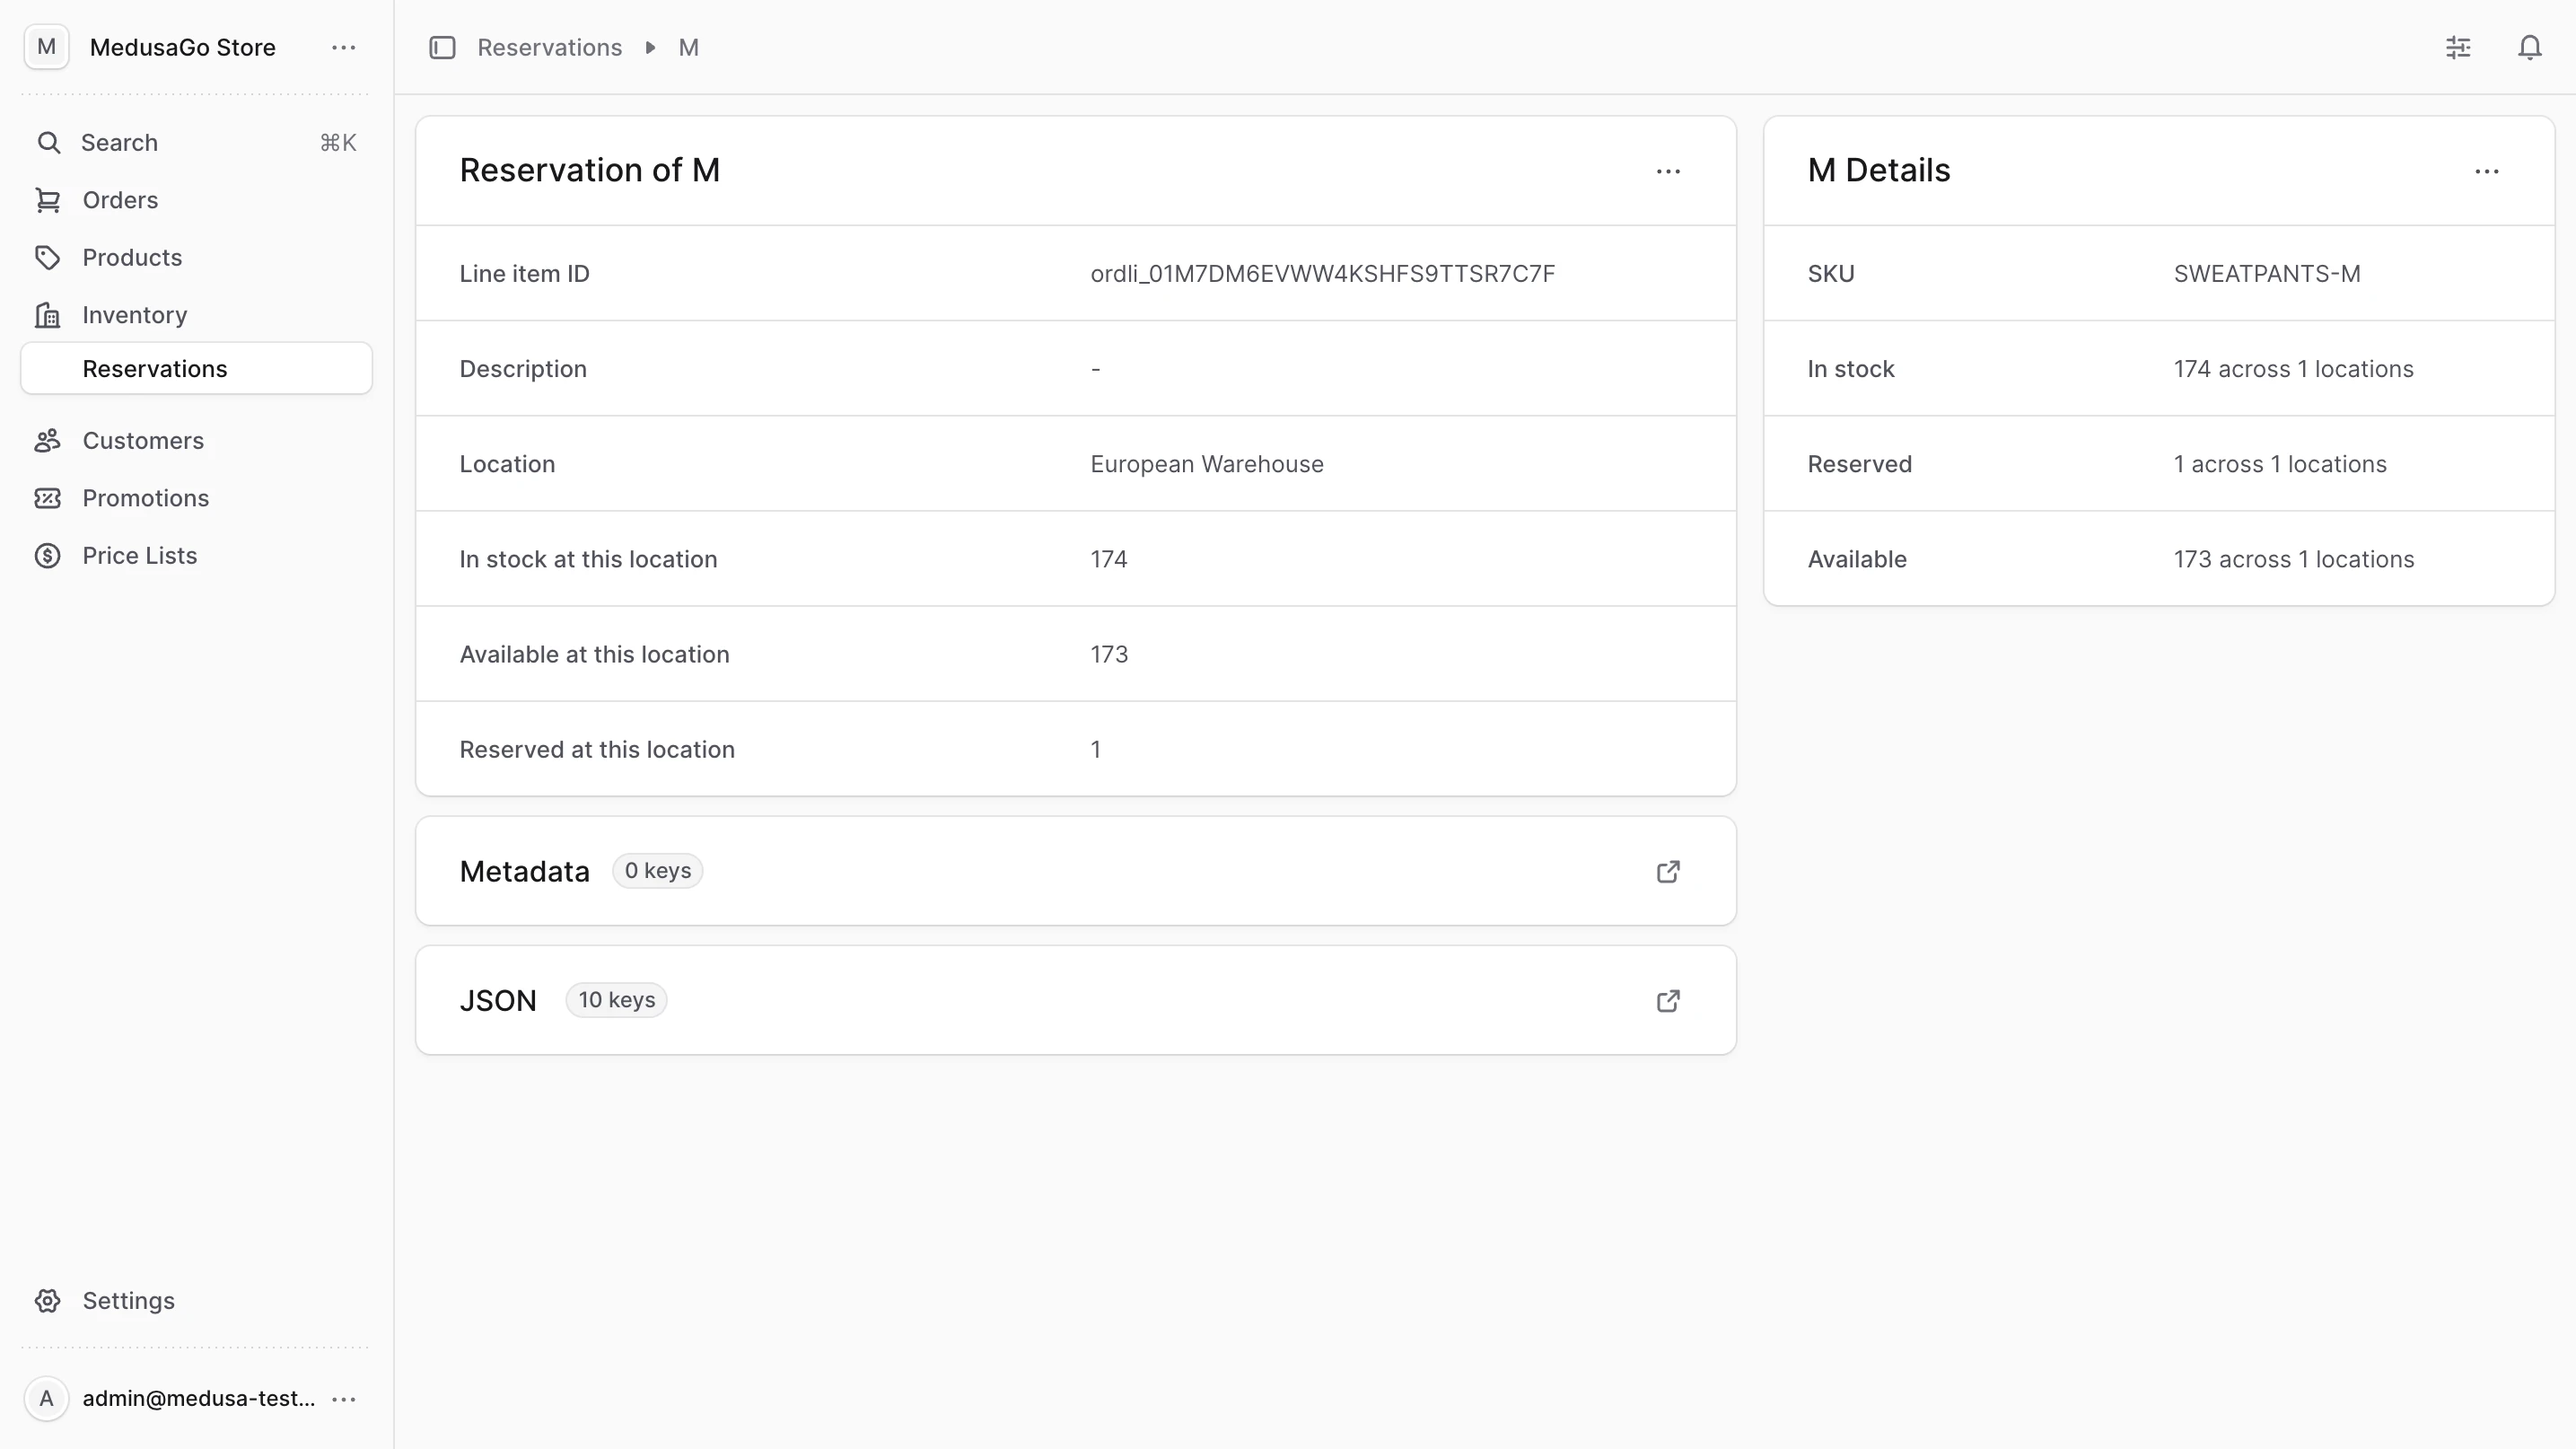 M
MedusaGo Store
Search
⌘K
Orders
Products
Inventory
Reservations
Customers
Promotions
Price Lists
Settings
A
admin@medusa-test...
Reservations
M
Reservation of M
Line item ID
ordli_01M7DM6EVWW4KSHFS9TTSR7C7F
Description
-
Location
European Warehouse
In stock at this location
174
Available at this location
173
Reserved at this location
1
Metadata
0 keys
JSON
10 keys
M Details
SKU
SWEATPANTS-M
In stock
174 across 1 locations
Reserved
1 across 1 locations
Available
173 across 1 locations